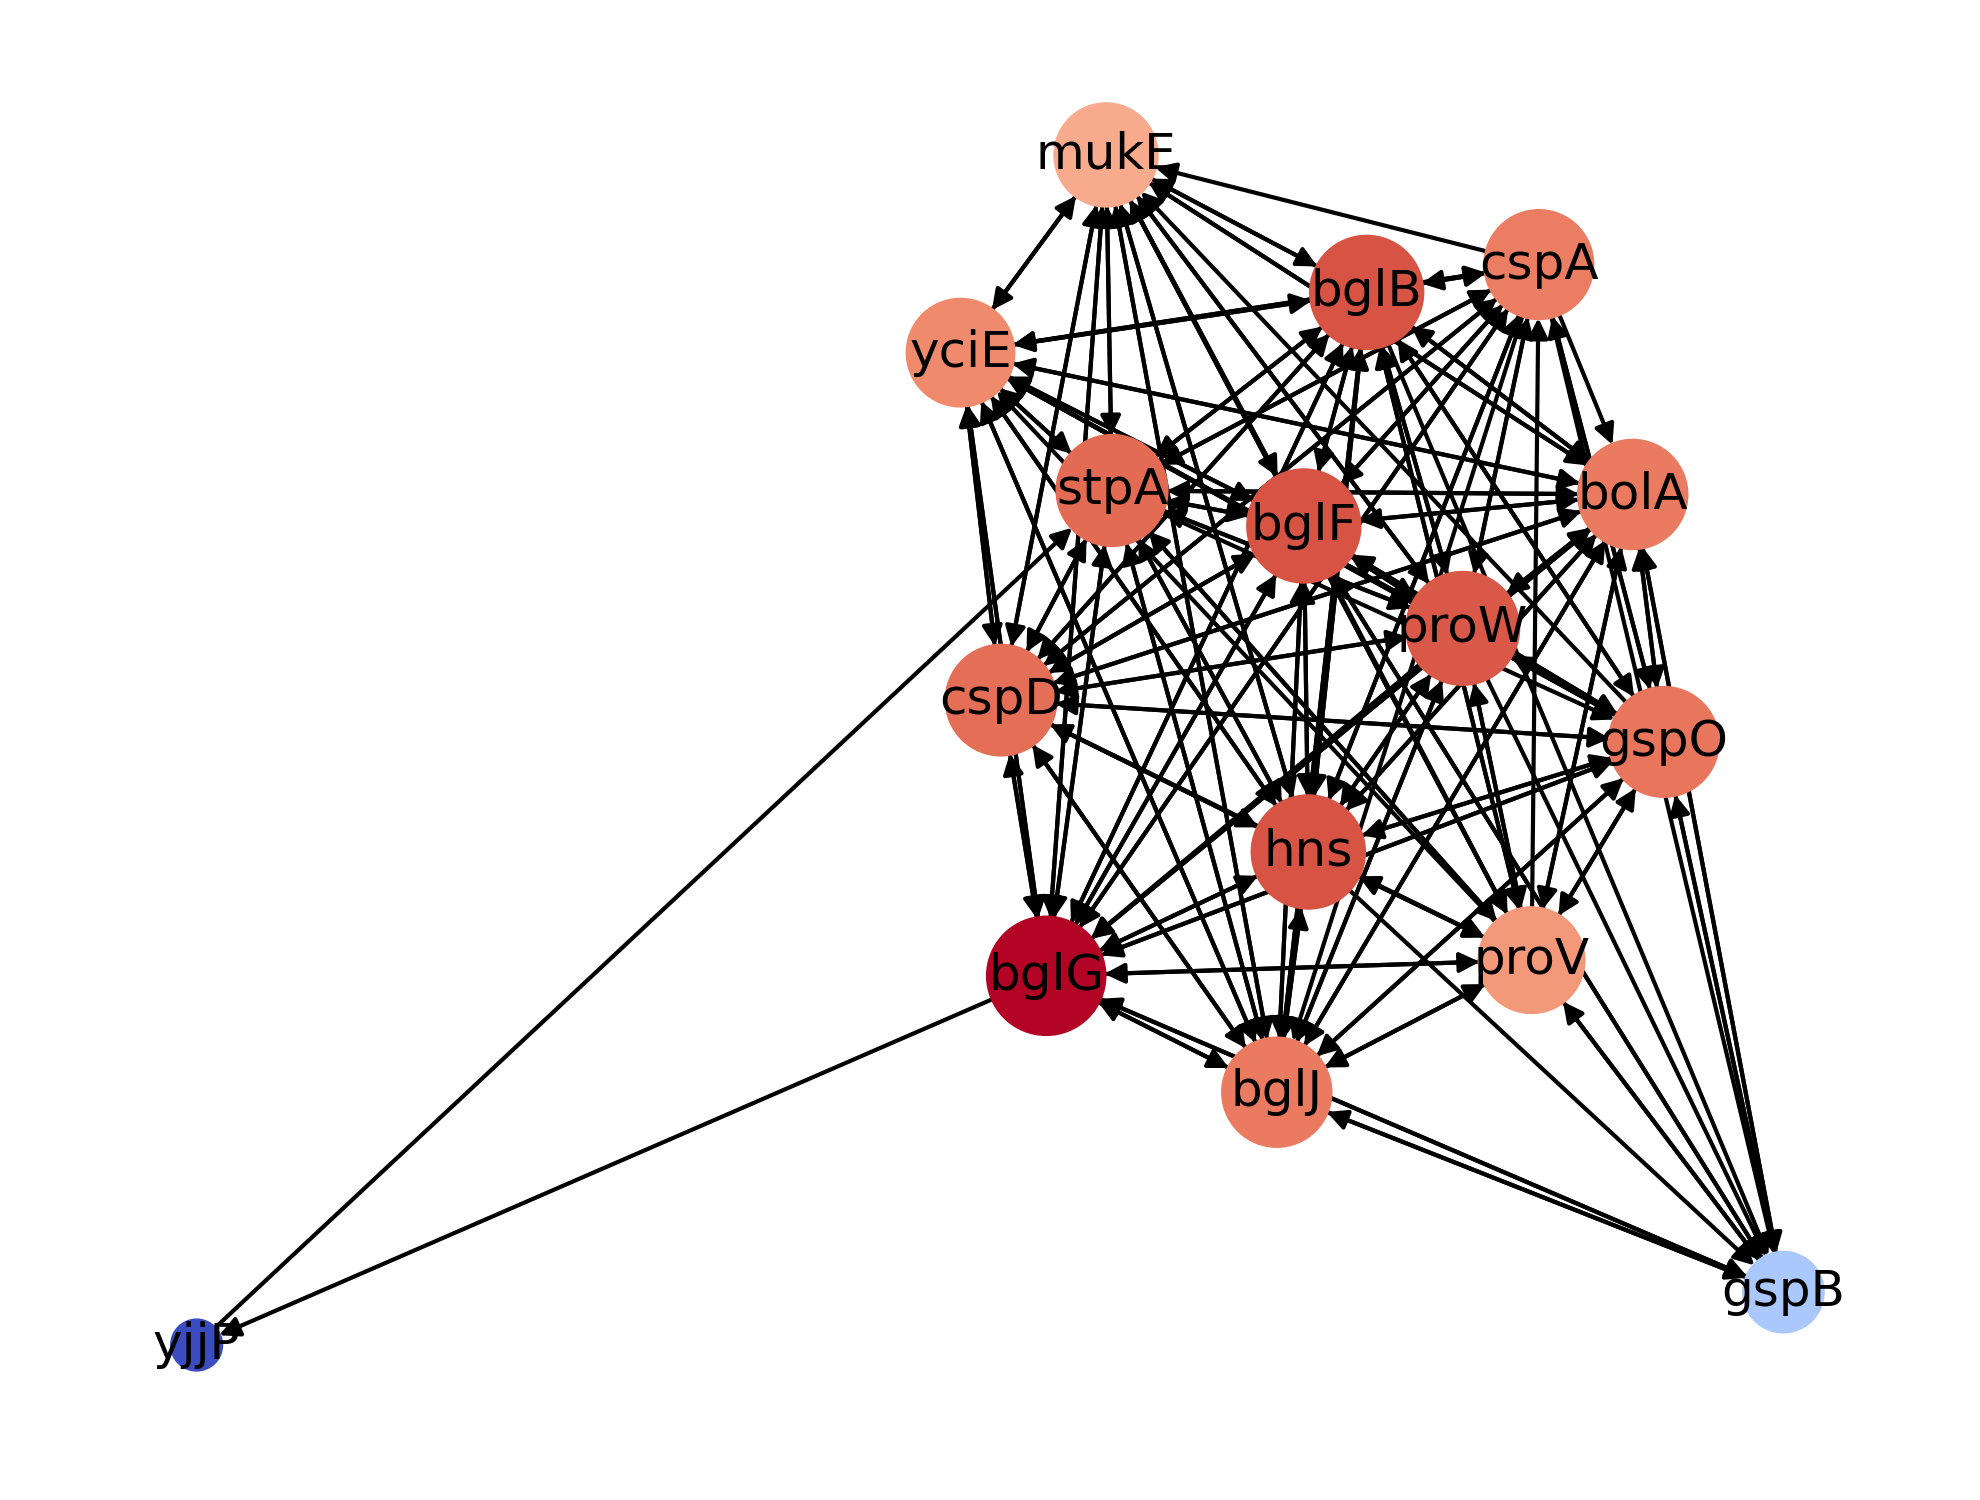 mukE
cspA
bglB
yciE
stpA
bolA
bglF
proW
cspD
gspO
hns
proV
bglG
bglJ
gspB
yjjP